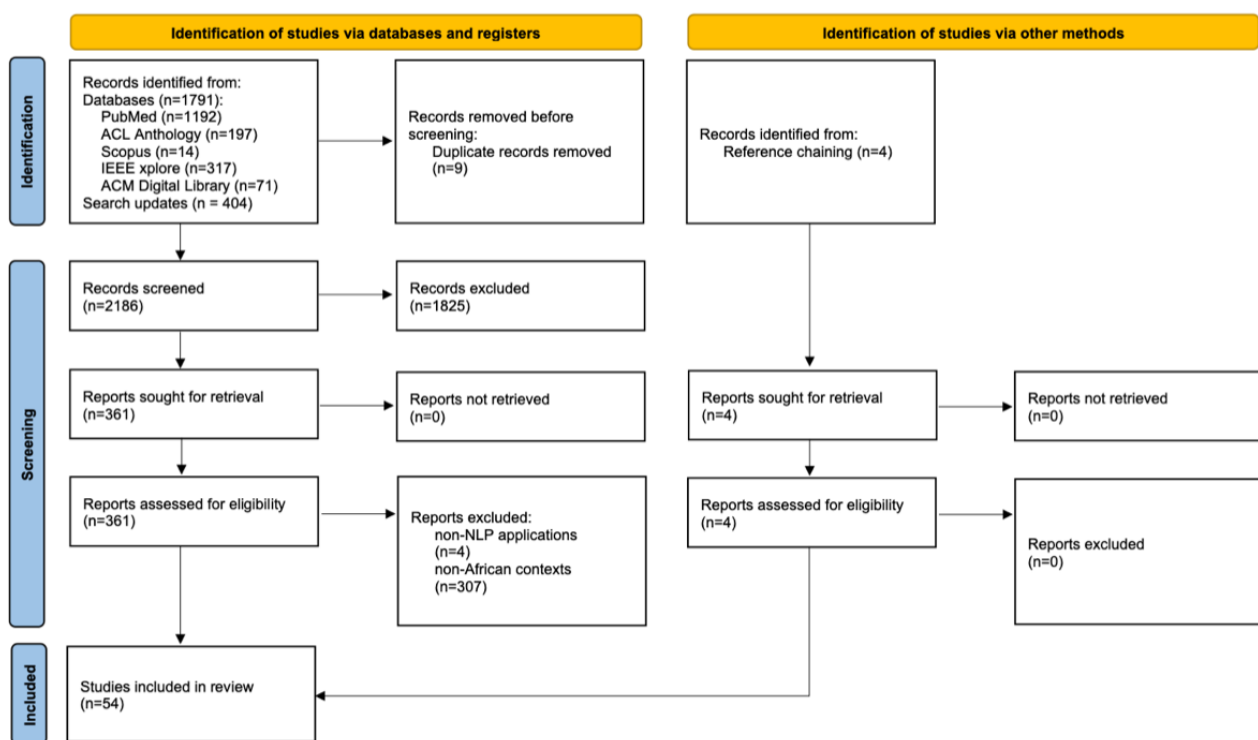 Identification of studies via databases and registers
Identification of studies via other methods
Identification
Records identified from:
Databases (n=1791):
PubMed (n=1192)
ACL Anthology (n=197)
Scopus (n=14)
IEEE xplore (n=317)
ACM Digital Library (n=71)
Search updates (n = 404)
Records removed before
screening:
Duplicate records removed
(n=9)
Records identified from:
Reference chaining (n=4)
Screening
Records screened
(n=2186)
Records excluded
(n=1825)
Reports sought for retrieval
(n=361)
Reports not retrieved
(n=0)
Reports sought for retrieval
(n=4)
Reports not retrieved
(n=0)
Reports assessed for eligibility
(n=361)
Reports excluded:
non-NLP applications
(n=4)
non-African contexts
(n=307)
Reports assessed for eligibility
(n=4)
Reports excluded
(n=0)
Included
Studies included in review
(n=54)